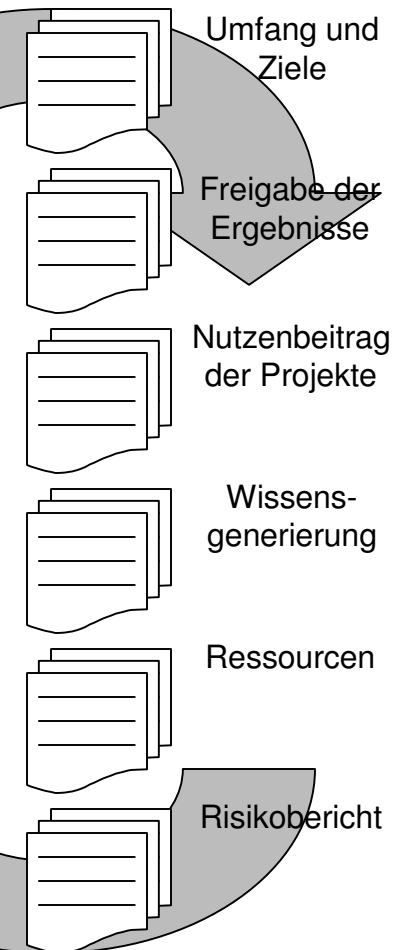 Umfang und
Ziele
Freigabe der
Ergebnisse
Nutzenbeitrag
der Projekte
Wissens-
generierung
Ressourcen
Risikobericht